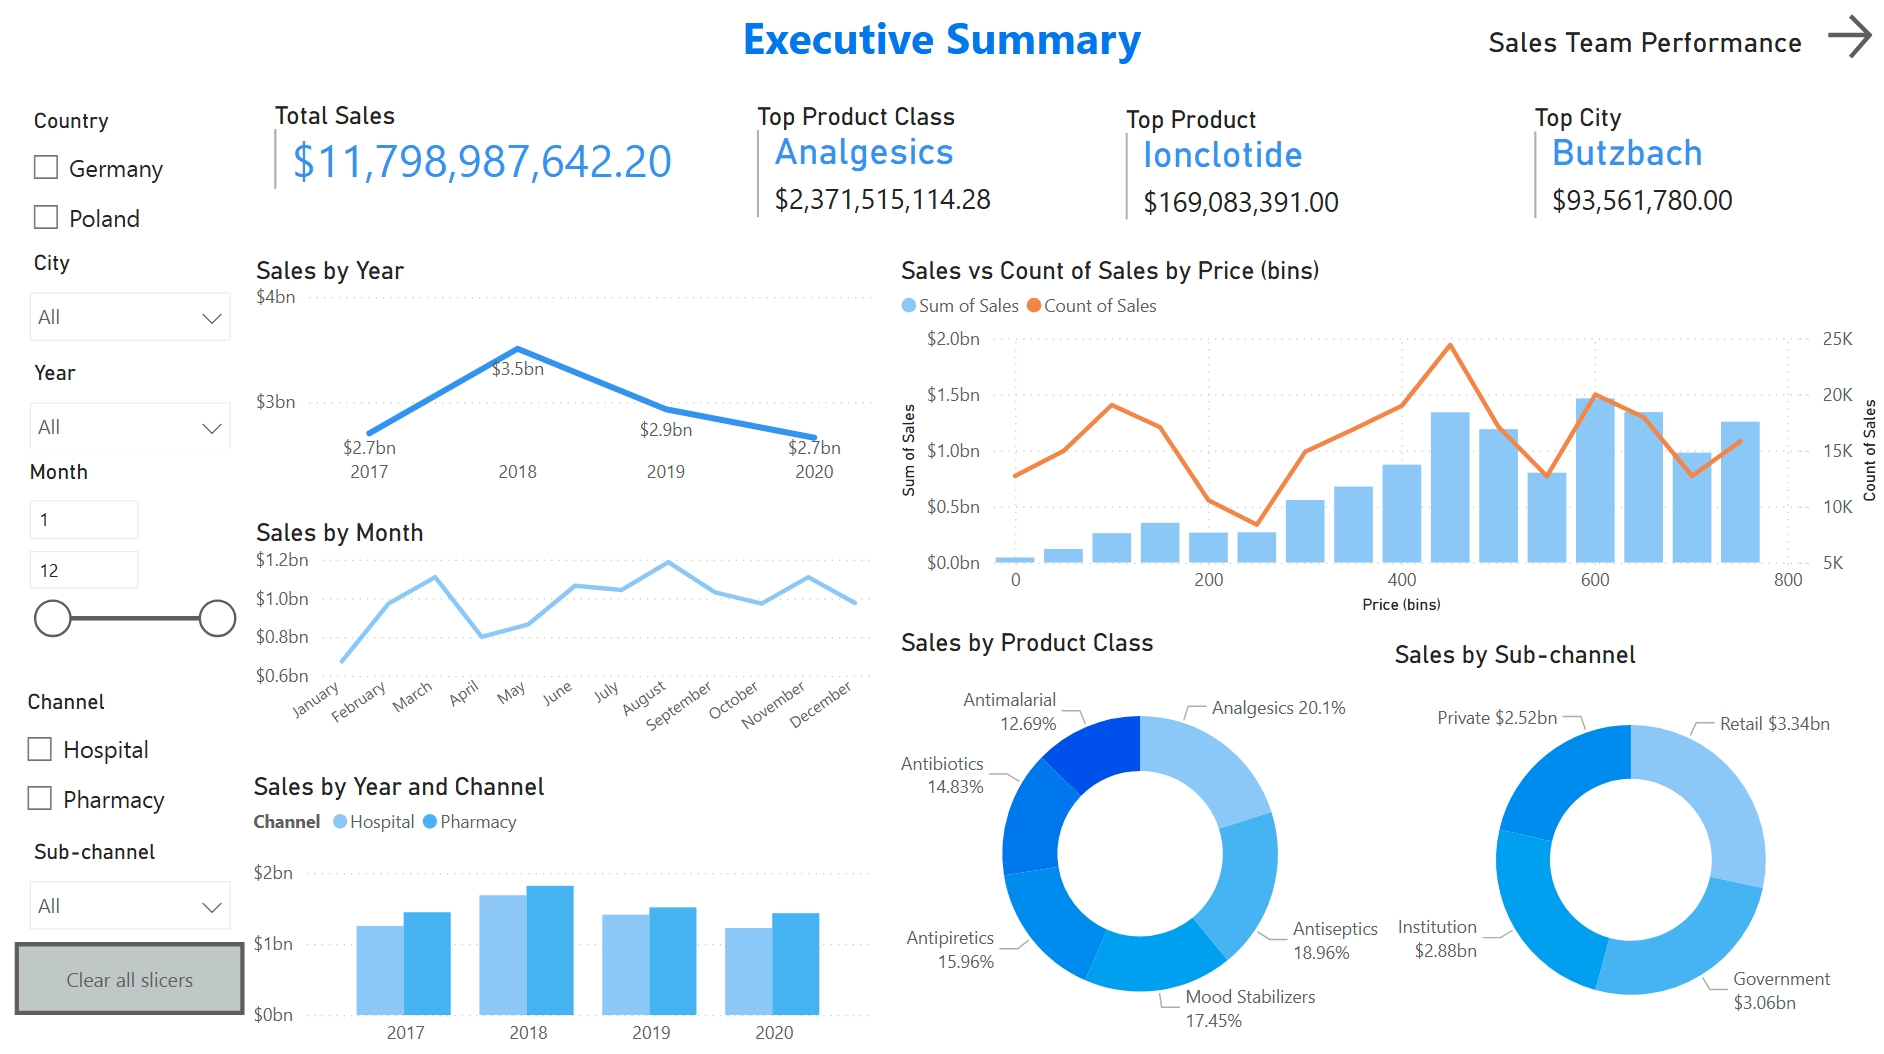 Executive Summary
Sales Team Performance
Country
Germany
Poland
City
All
Year
All
Month
1
12
Channel
Hospital
Pharmacy
Sub-channel
All
Clear all slicers
Total Sales
$11,798,987,642.20
Top Product Class
Analgesics
$2,371,515,114.28
Top Product
Ionclotide
$169,083,391.00
Top City
Butzbach
$93,561,780.00
Sales by Year
$4bn
$3bn
$2.7bn
$3.5bn
$2.9bn
$2.7bn
2017
2018
2019
2020
Sales by Month
$1.2bn
$1.0bn
$0.8bn
$0.6bn
January
February
March
April
May
June
July
August
September
October
November
December
Sales by Year and Channel
Channel Hospital Pharmacy
$2bn
$1bn
$0bn
2017
2018
2019
2020
Sales vs Count of Sales by Price (bins)
Sum of Sales Count of Sales
Sum of Sales
$2.0bn
$1.5bn
$1.0bn
$0.5bn
$0.0bn
25K
20K
15K
10K
5K
Count of Sales
0
200
400
600
800
Price (bins)
Sales by Product Class
Analgesics 20.1%
Antiseptics
18.96%
Mood Stabilizers
17.45%
Antipiretics
15.96%
Antibiotics
14.83%
Antimalarial
12.69%
Sales by Sub-channel
Retail $3.34bn
Government
$3.06bn
Institution
$2.88bn
Private $2.52bn